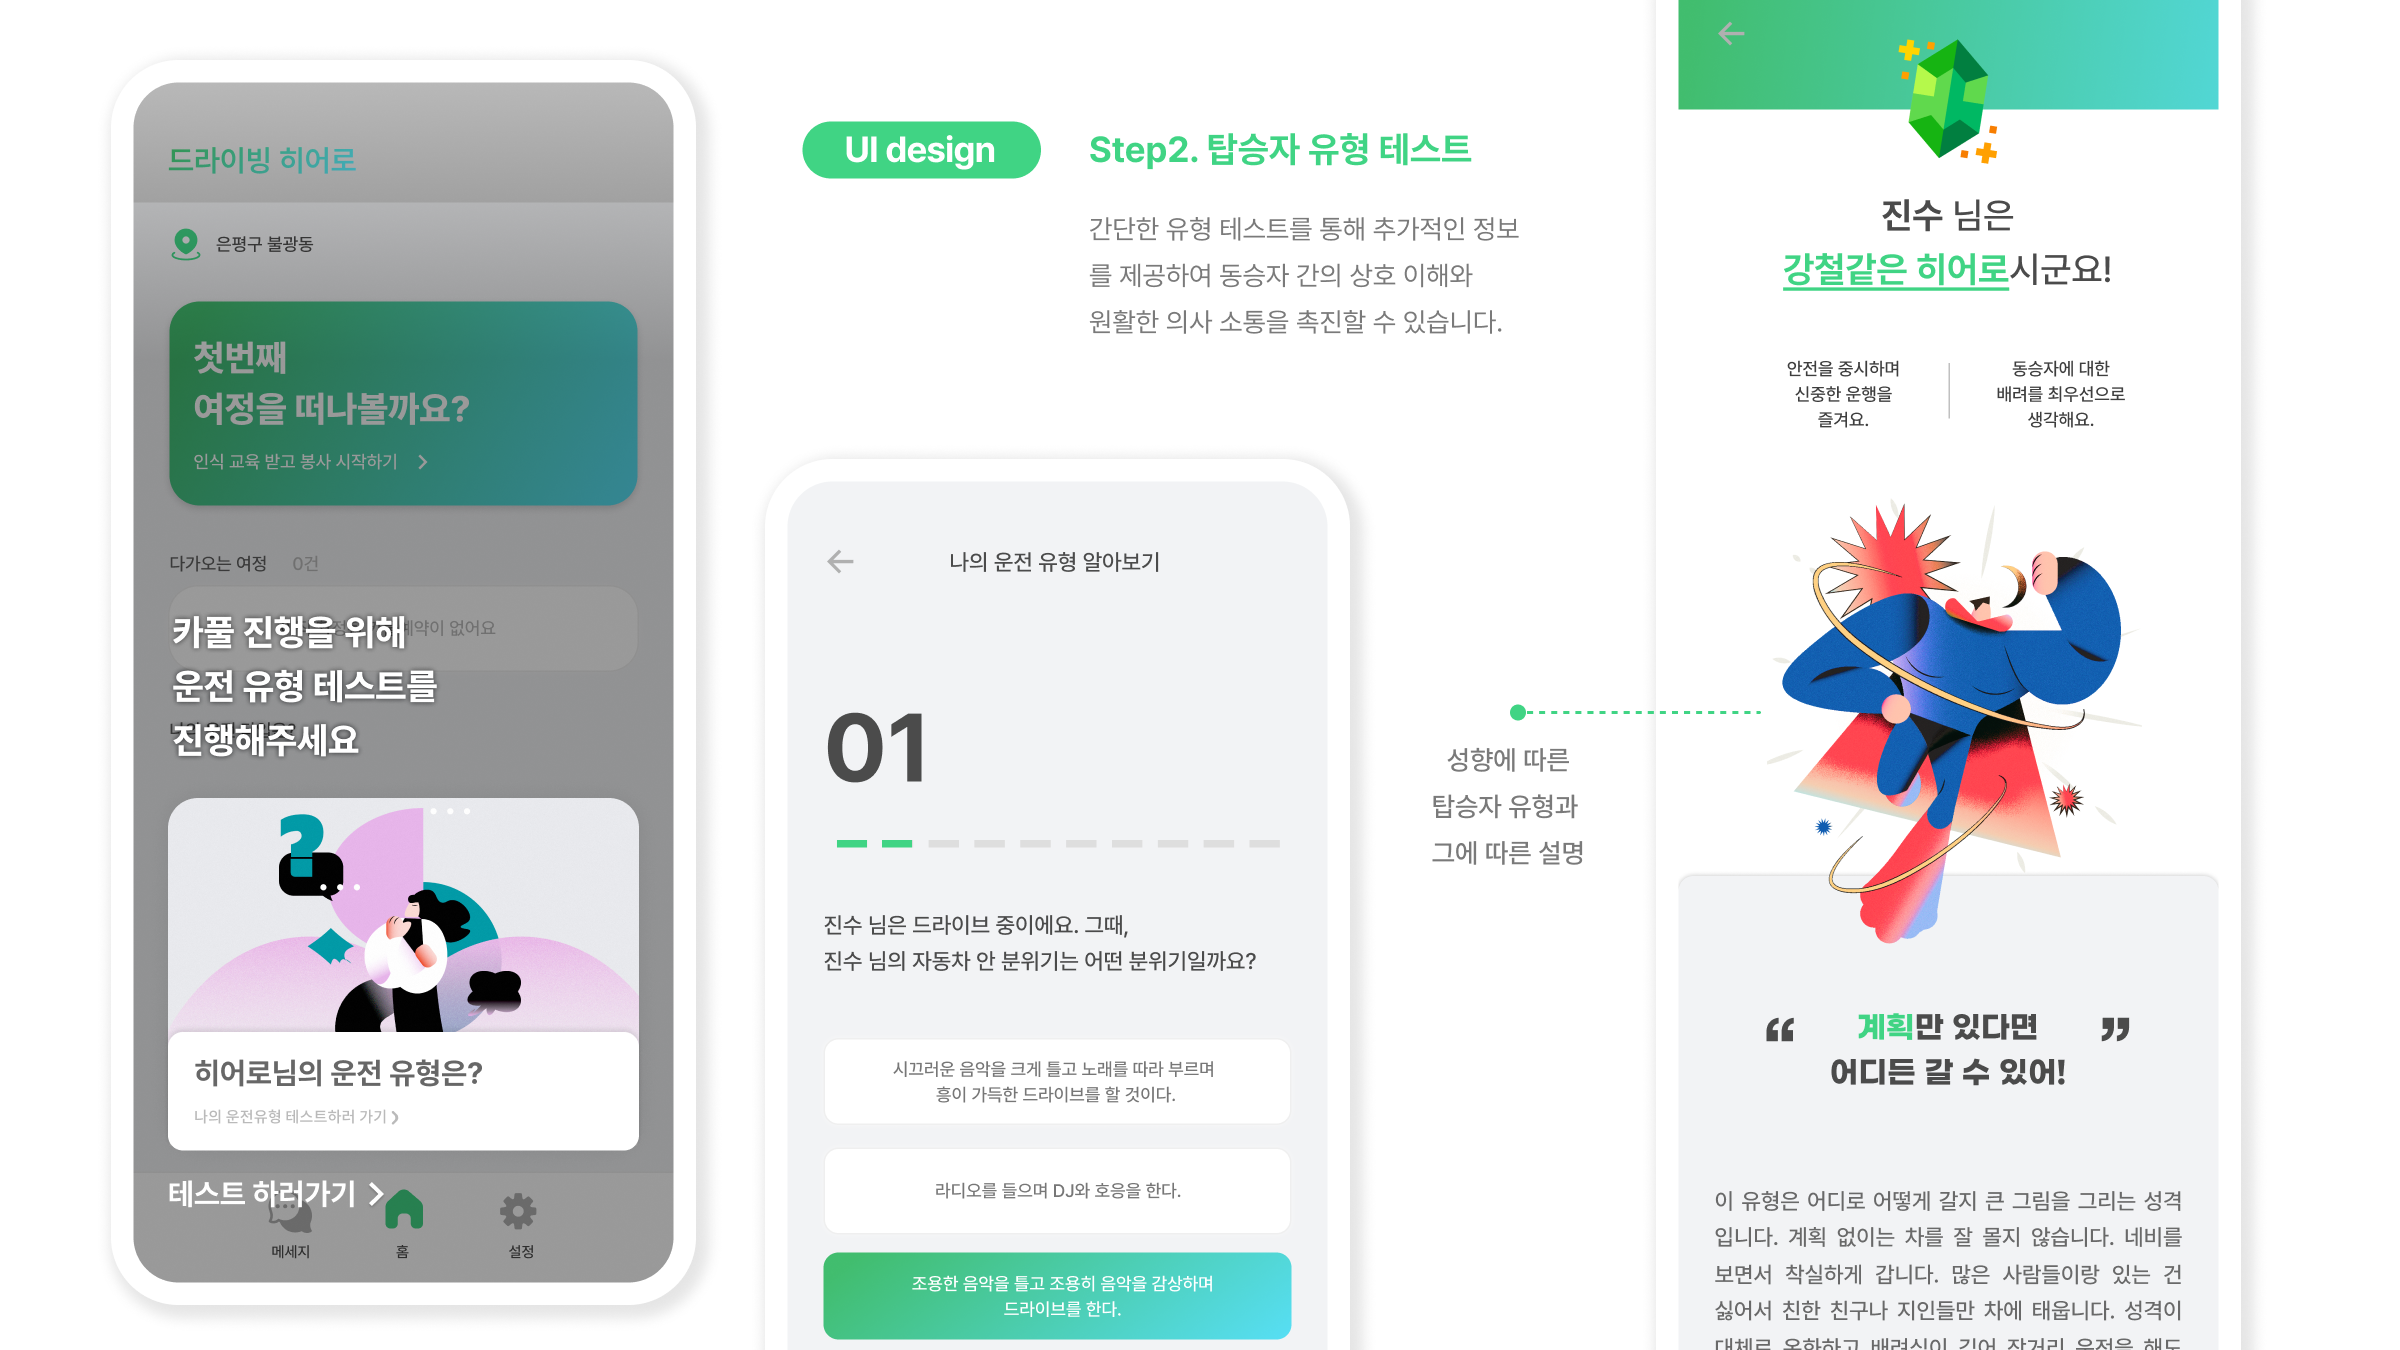 드라이빙 히어로
은평구 불광동
첫번째
여정을 떠나볼까요?
인식 교육 받고 봉사 시작하기
다가오는 여정 0건
예약이 없어요
카풀 진행을 위해
운전 유형 테스트를
진행해주세요
?
히어로님의 운전 유형은?
나의 운전유형 테스트하러 가기
테스트 하러가기
메세지 홈 설정
UI design
Step2. 탑승자 유형 테스트
간단한 유형 테스트를 통해 추가적인 정보
를 제공하여 동승자 간의 상호 이해와
원활한 의사 소통을 촉진할 수 있습니다.
나의 운전 유형 알아보기
01
진수 님은 드라이브 중이에요. 그때,
진수 님의 자동차 안 분위기는 어떤 분위기일까요?
시끄러운 음악을 크게 틀고 노래를 따라 부르며
흥이 가득한 드라이브를 할 것이다.
라디오를 들으며 DJ와 호응을 한다.
조용한 음악을 틀고 조용히 음악을 감상하며
드라이브를 한다.
성향에 따른
탑승자 유형과
그에 따른 설명
진수 님은
강철같은 히어로시군요!
안전을 중시하며
신중한 운행을
즐겨요.
동승자에 대한
배려를 최우선으로
생각해요.
“ 계획만 있다면 ”
어디든 갈 수 있어!
이 유형은 어디로 어떻게 갈지 큰 그림을 그리는 성격
입니다. 계획 없이는 차를 잘 몰지 않습니다. 네비를
보면서 착실하게 갑니다. 많은 사람들이랑 있는 건
싫어서 친한 친구나 지인들만 차에 태웁니다. 성격이